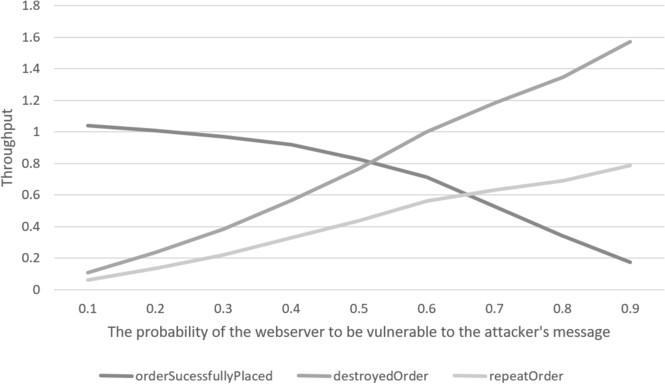 1.8
1.6
1.4
1.2
1
0.8
0.6
0.4
0.2
0
Throughput
0.1 0.2 0.3 0.4 0.5 0.6 0.7 0.8 0.9
The probability of the webserver to be vulnerable to the attacker's message
orderSucessfullyPlaced destroyedOrder repeatOrder